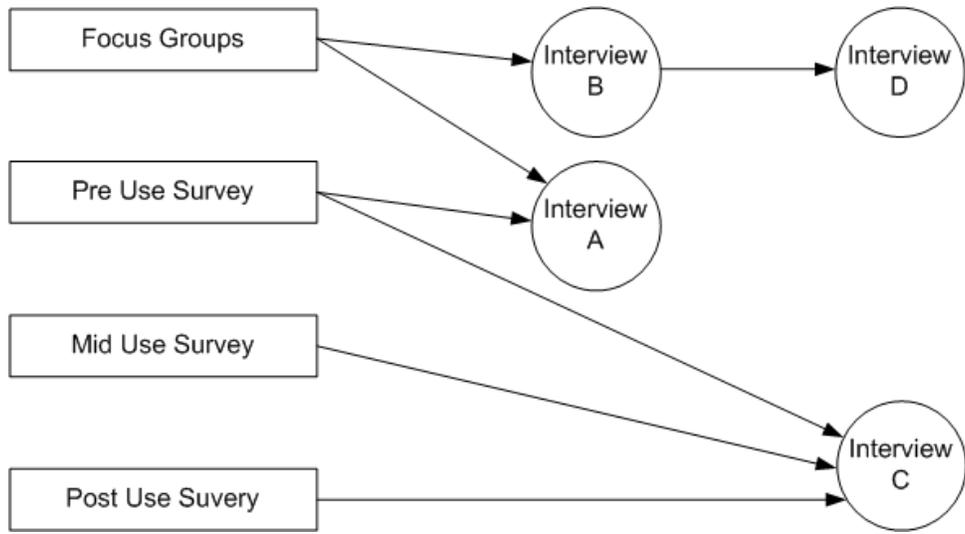 Focus Groups
Interview
B
Interview
D
Pre Use Survey
Interview
A
Mid Use Survey
Interview
C
Post Use Suvery